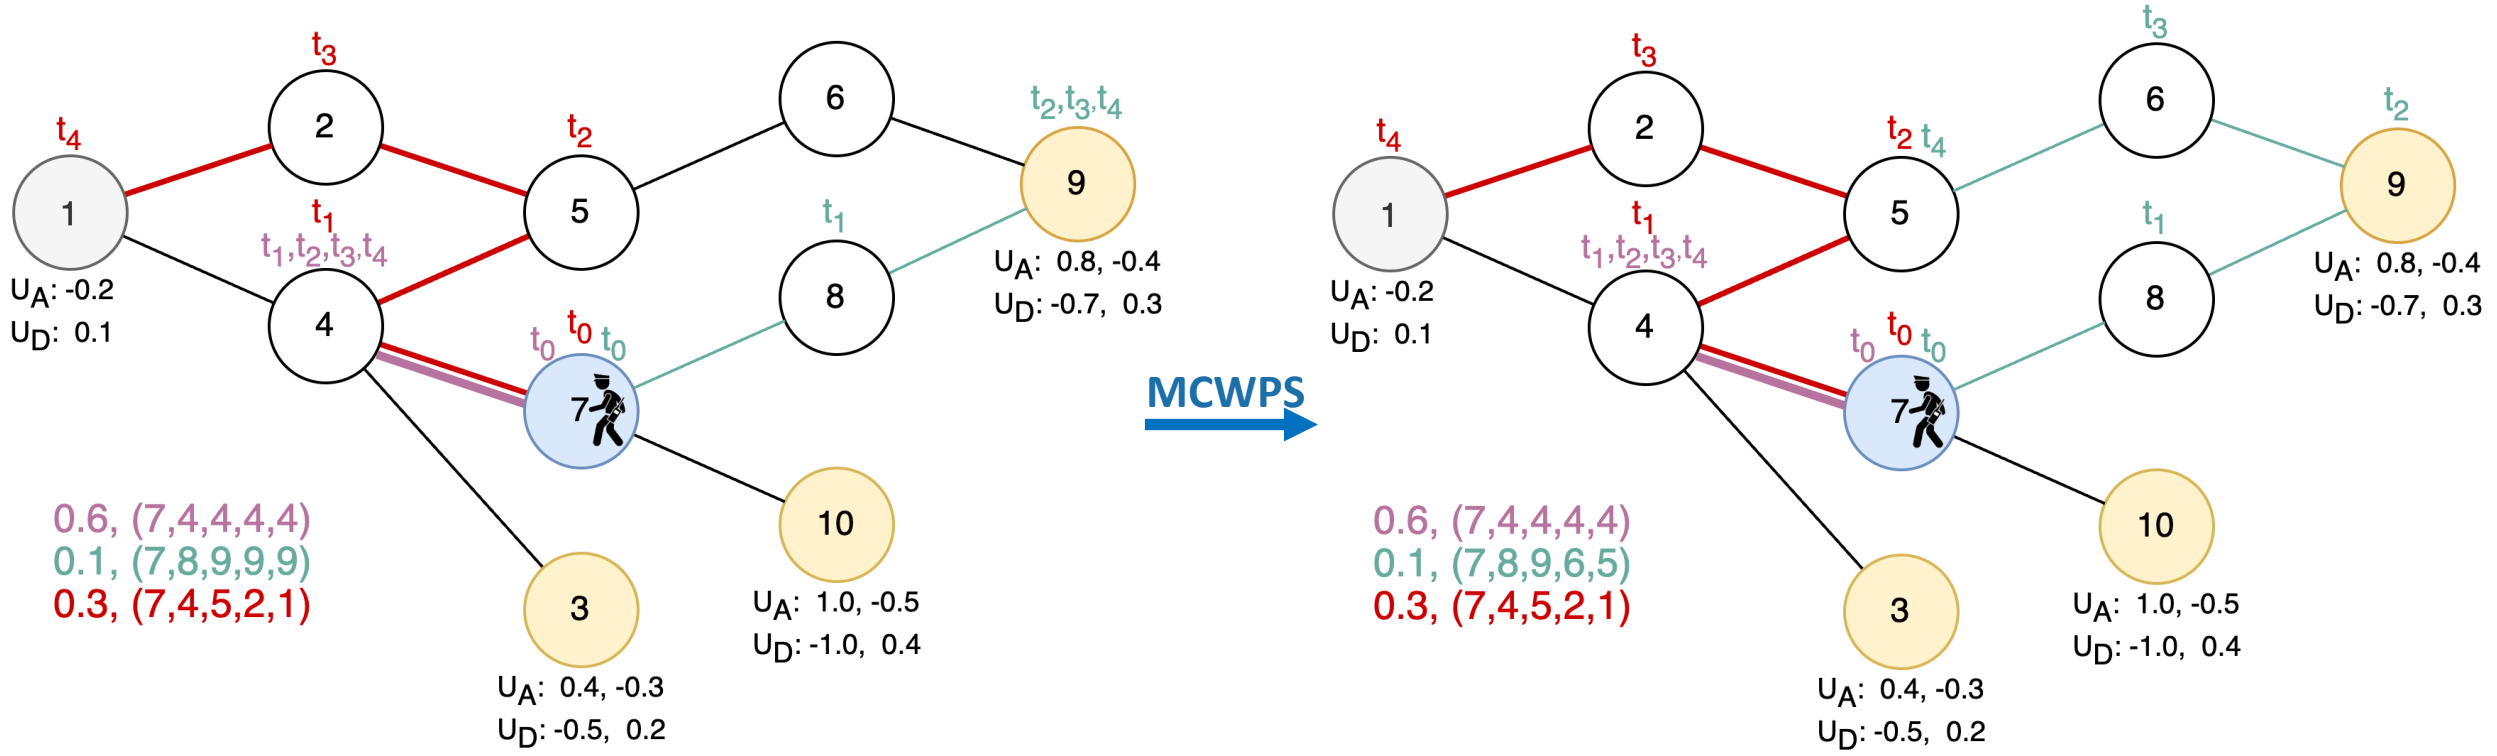 t3
t4
t2
1
2
5
6
t2,t3,t4
9
t1
t1,t2,t3,t4
4
t1
8
UA: -0.2
UD: 0.1
UA: 0.8, -0.4
UD: -0.7, 0.3
t0 t0 t0
7
10
UA: 1.0, -0.5
UD: -1.0, 0.4
3
UA: 0.4, -0.3
UD: -0.5, 0.2
0.6, (7,4,4,4,4)
0.1, (7,8,9,9,9)
0.3, (7,4,5,2,1)
MCWPS
t3
t4
t2 t4
1
2
5
t3
6
t2
9
t1
t1,t2,t3,t4
4
t1
8
UA: -0.2
UD: 0.1
UA: 0.8, -0.4
UD: -0.7, 0.3
t0 t0 t0
7
10
UA: 1.0, -0.5
UD: -1.0, 0.4
3
UA: 0.4, -0.3
UD: -0.5, 0.2
0.6, (7,4,4,4,4)
0.1, (7,8,9,6,5)
0.3, (7,4,5,2,1)